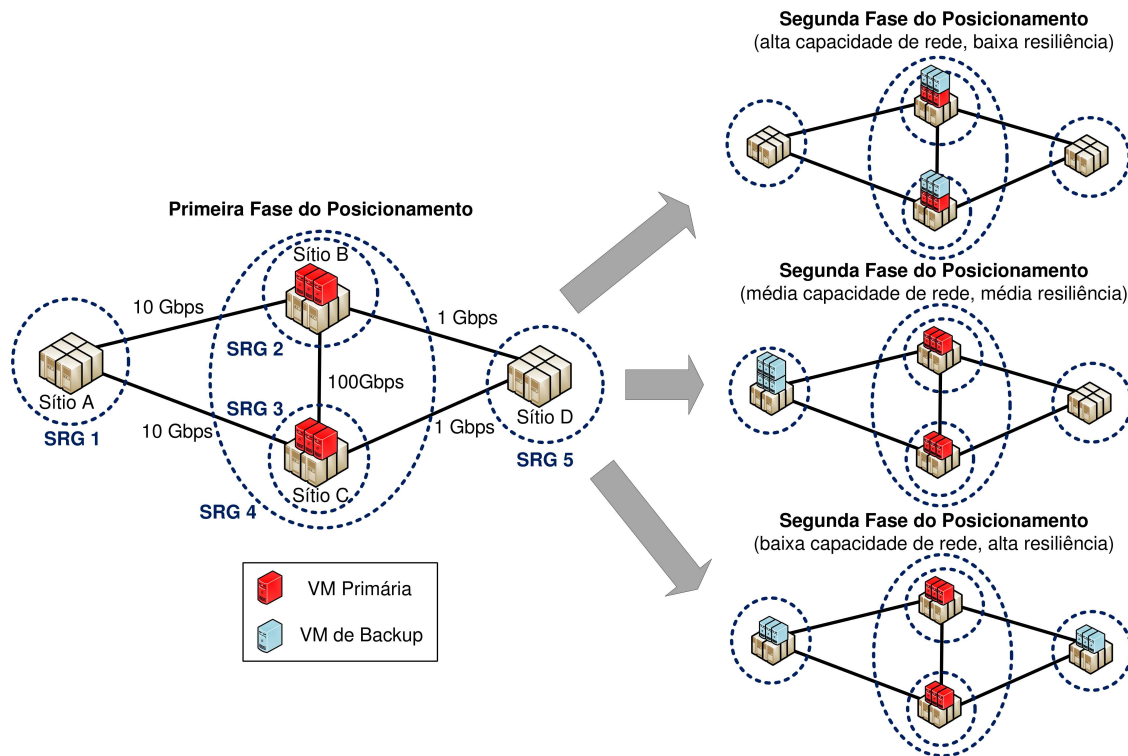 Primeira Fase do Posicionamento
Sítio B
10 Gbps
1 Gbps
SRG 2
Sítio A
SRG 1
100Gbps
Sítio D
SRG 5
SRG 3
10 Gbps
1 Gbps
Sítio C
SRG 4
VM Primária
VM de Backup
Segunda Fase do Posicionamento
(alta capacidade de rede, baixa resiliência)
Segunda Fase do Posicionamento
(média capacidade de rede, média resiliência)
Segunda Fase do Posicionamento
(baixa capacidade de rede, alta resiliência)